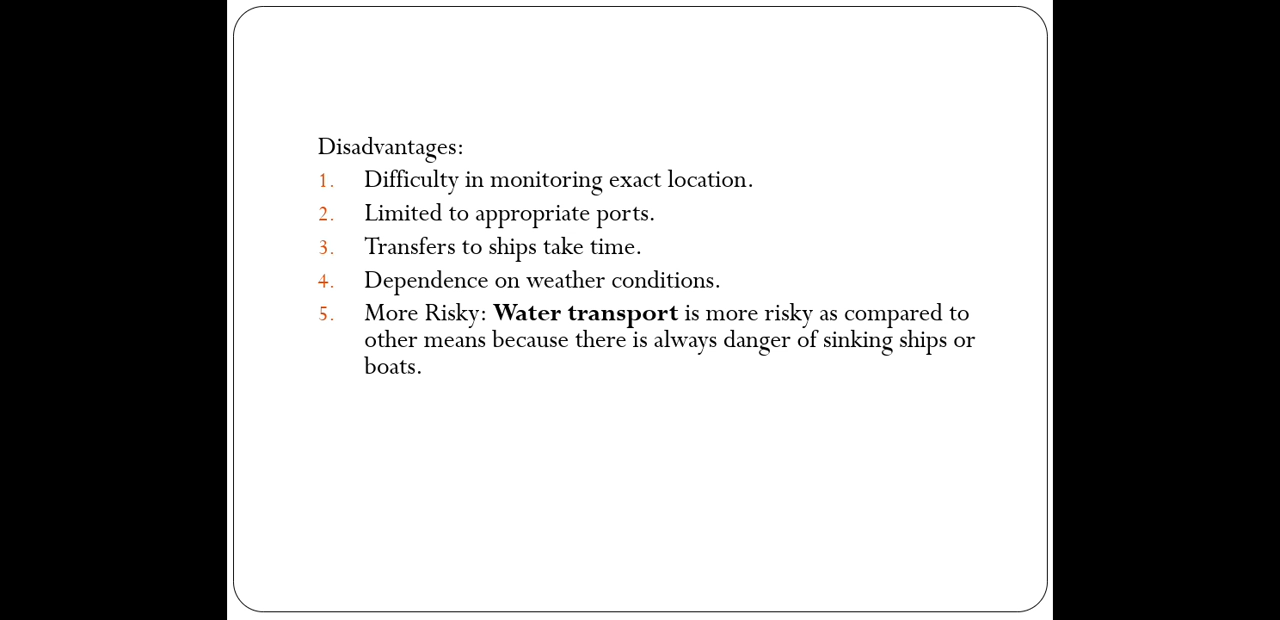 Disadvantages:
1. Difficulty in monitoring exact location.
2. Limited to appropriate ports.
3. Transfers to ships take time.
4. Dependence on weather conditions.
5. More Risky: Water transport is more risky as compared to
other means because there is always danger of sinking ships or
boats.